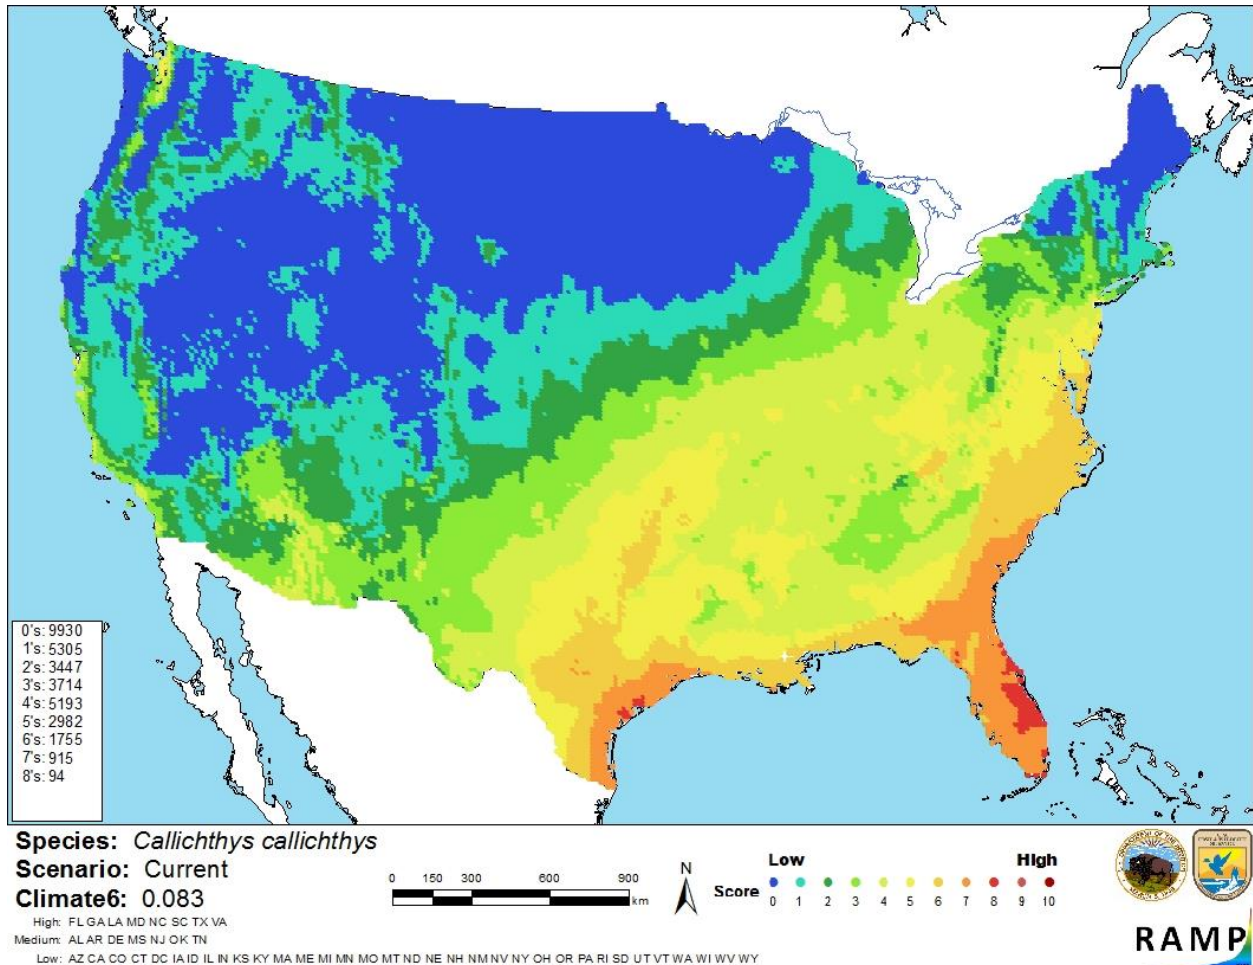 0's: 9930
1's: 5305
2's: 3447
3's: 3714
4's: 5193
5's: 2982
6's: 1755
7's: 915
8's: 94
Species: Callichthys callichthys
Scenario: Current
Climate6: 0.083
High: FL GA LA MD NC SC TX VA
Medium: AL AR DE MS NJ OK TN
Low: AZ CA CO CT DC IA ID IL IN KS KY MA ME MI MN MO MT ND NE NH NM NV NY OH OR PA RI SD UT VT WA WI WV WY
0 150 300 600 900
km
N
Low High
Score 0 1 2 3 4 5 6 7 8 9 10
RAMP